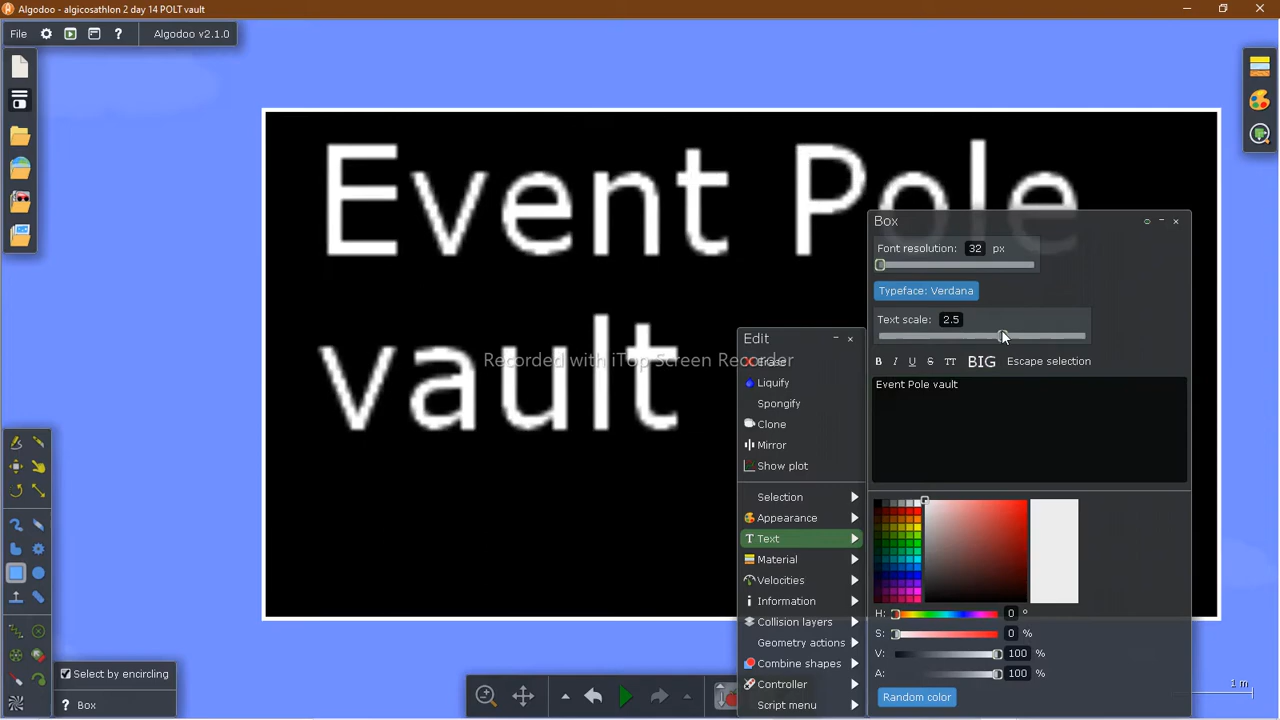 Algodoo - algicosathlon 2 day 14 POLT vault
File
?
Algodoo v2.1.0
Event Pole
vault
Recorded with iTop Screen Recorder
Box
Font resolution: 32 px
Typeface: Verdana
Text scale: 2.5
B I U S TT BIG Escape selection
Event Pole vault
Edit
Erase
Liquify
Spongify
Clone
Mirror
Show plot
Selection
Appearance
T Text
Material
Velocities
Information
Collision layers
Geometry actions
Combine shapes
Controller
Script menu
H: 0 °
S: 0 %
V: 100 %
A: 100 %
Random color
Select by encircling
Box
1 m